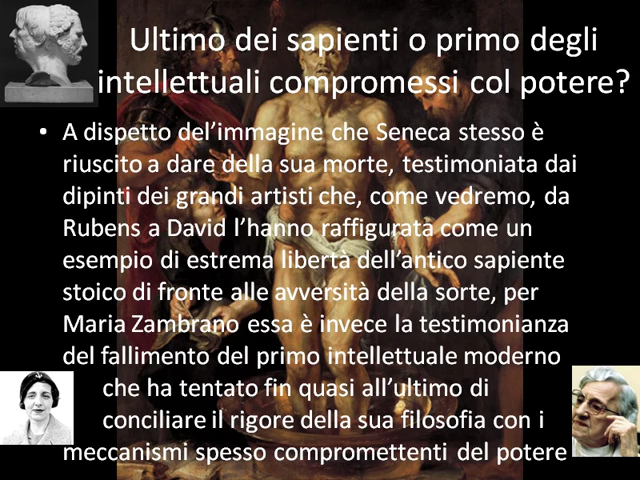 Ultimo dei sapienti o primo degli
intellettuali compromessi col potere?
• A dispetto del’immagine che Seneca stesso è
riuscito a dare della sua morte, testimoniata dai
dipinti dei grandi artisti che, come vedremo, da
Rubens a David l’hanno raffigurata come un
esempio di estrema libertà dell’antico sapiente
stoico di fronte alle avversità della sorte, per
Maria Zambrano essa è invece la testimonianza
del fallimento del primo intellettuale moderno
che ha tentato fin quasi all’ultimo di
conciliare il rigore della sua filosofia con i
meccanismi spesso compromettenti del potere